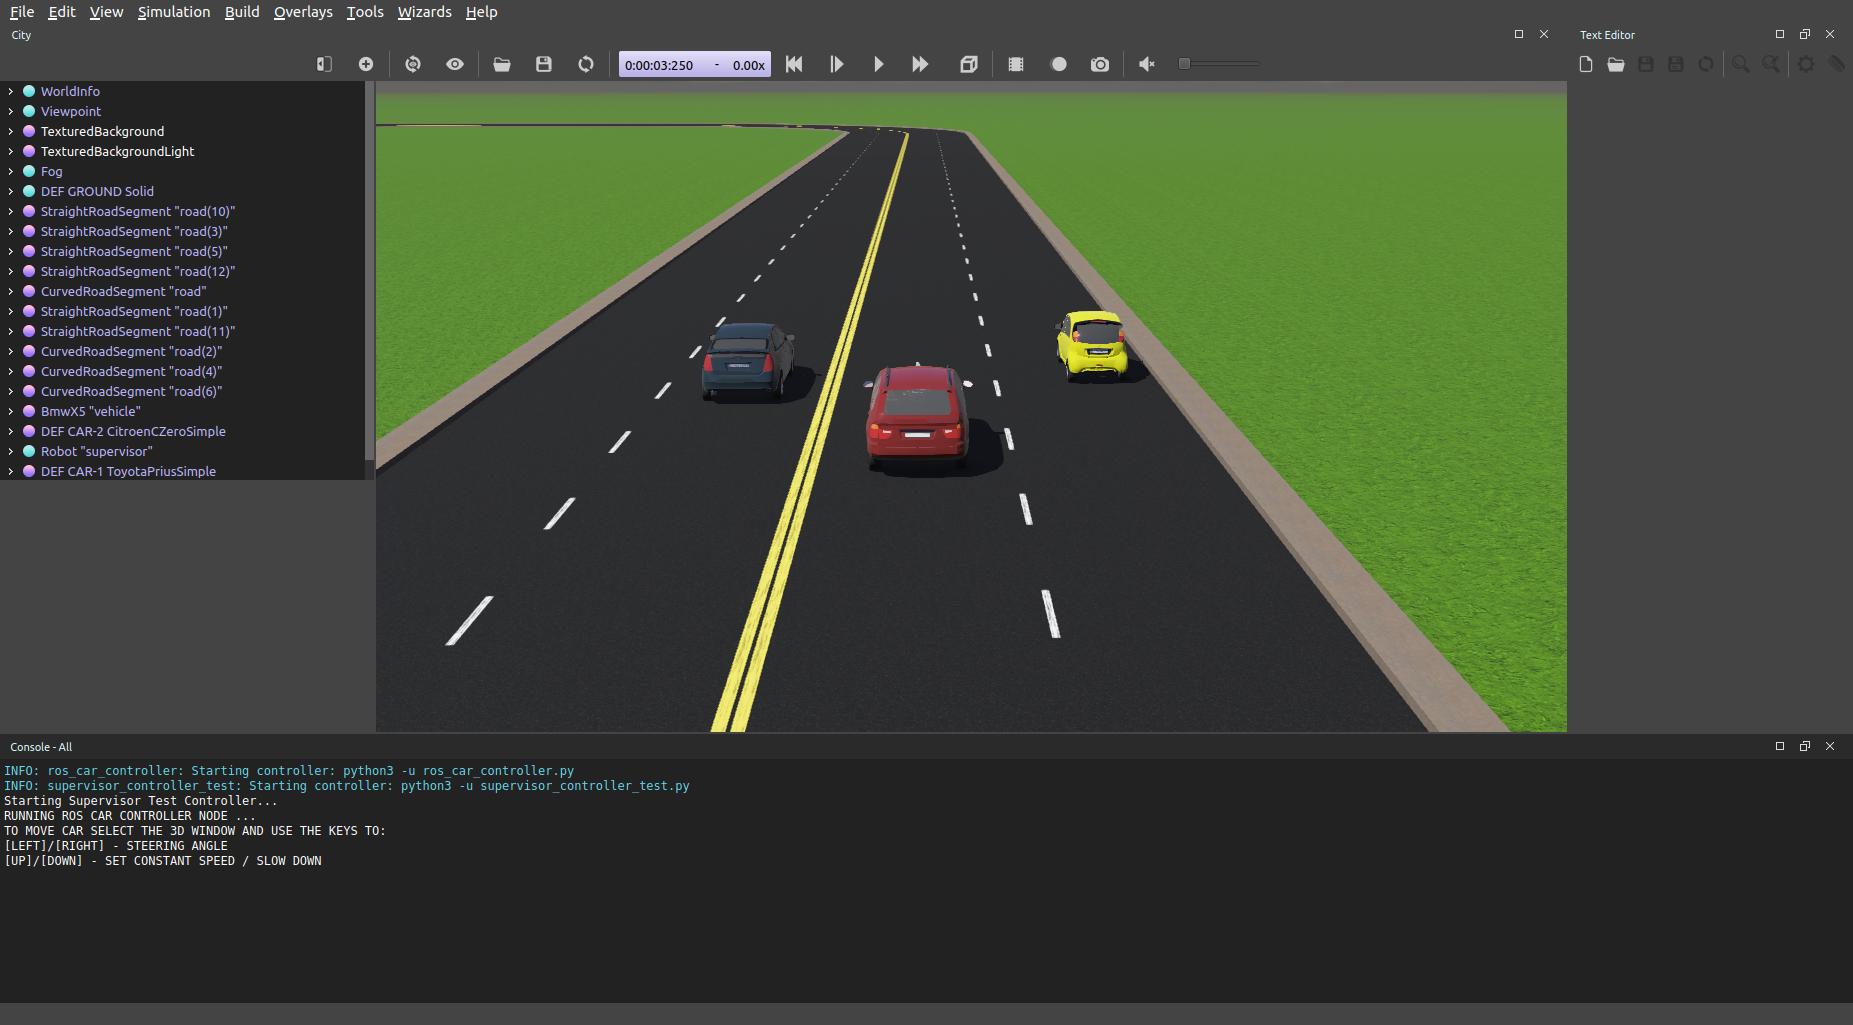 File Edit View Simulation Build Overlays Tools Wizards Help
City
Text Editor
0:00:03:250 - 0.00x
WorldInfo
Viewpoint
TexturedBackground
TexturedBackgroundLight
Fog
DEF GROUND Solid
StraightRoadSegment "road(10)"
StraightRoadSegment "road(3)"
StraightRoadSegment "road(5)"
StraightRoadSegment "road(12)"
CurvedRoadSegment "road"
StraightRoadSegment "road(1)"
StraightRoadSegment "road(11)"
CurvedRoadSegment "road(2)"
CurvedRoadSegment "road(4)"
CurvedRoadSegment "road(6)"
BmwX5 "vehicle"
DEF CAR-2 CitroenCZeroSimple
Robot "supervisor"
DEF CAR-1 ToyotaPriusSimple
Console - All
INFO: ros_car_controller: Starting controller: python3 -u ros_car_controller.py
INFO: supervisor_controller_test: Starting controller: python3 -u supervisor_controller_test.py
Starting Supervisor Test Controller...
RUNNING ROS CAR CONTROLLER NODE ...
TO MOVE CAR SELECT THE 3D WINDOW AND USE THE KEYS TO:
[LEFT]/[RIGHT] - STEERING ANGLE
[UP]/[DOWN] - SET CONSTANT SPEED / SLOW DOWN